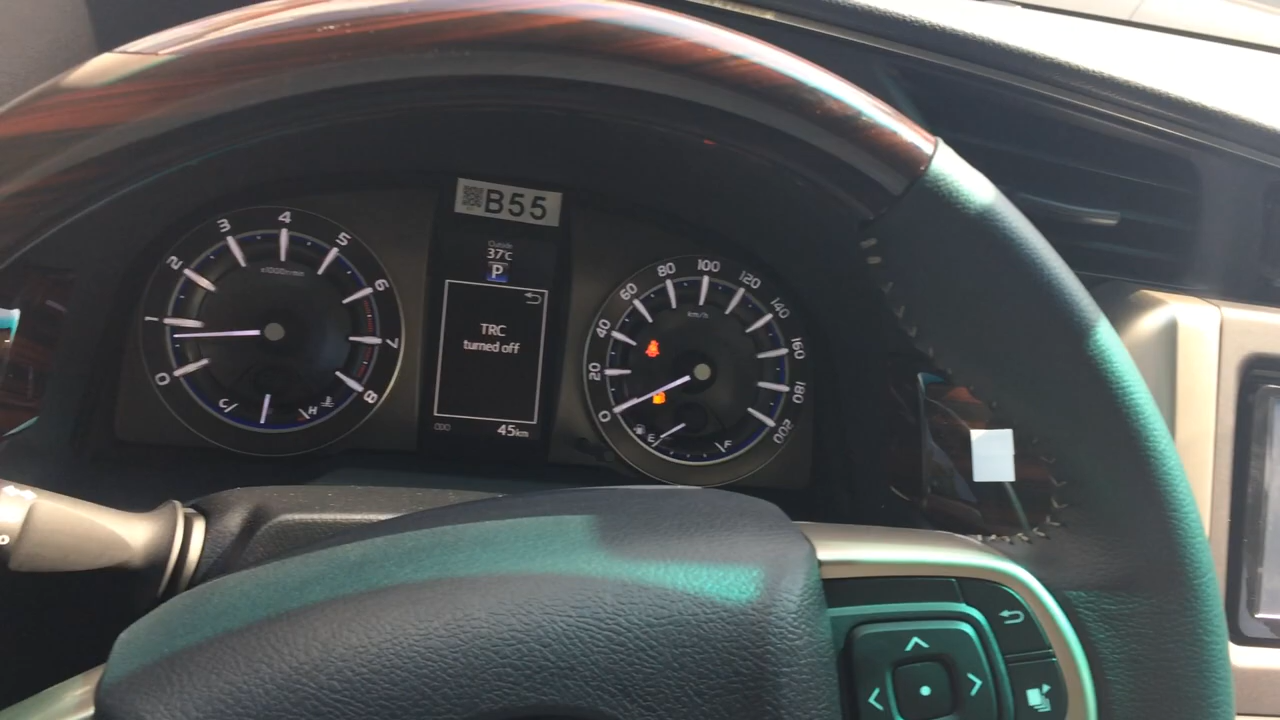 B55
Outside
37°C
P
TRC
turned off
ODO
45km
0
1
2
3
4
5
6
7
8
x1000r/min
C
H
0
20
40
60
80
100
120
140
160
180
200
km/h
E
F